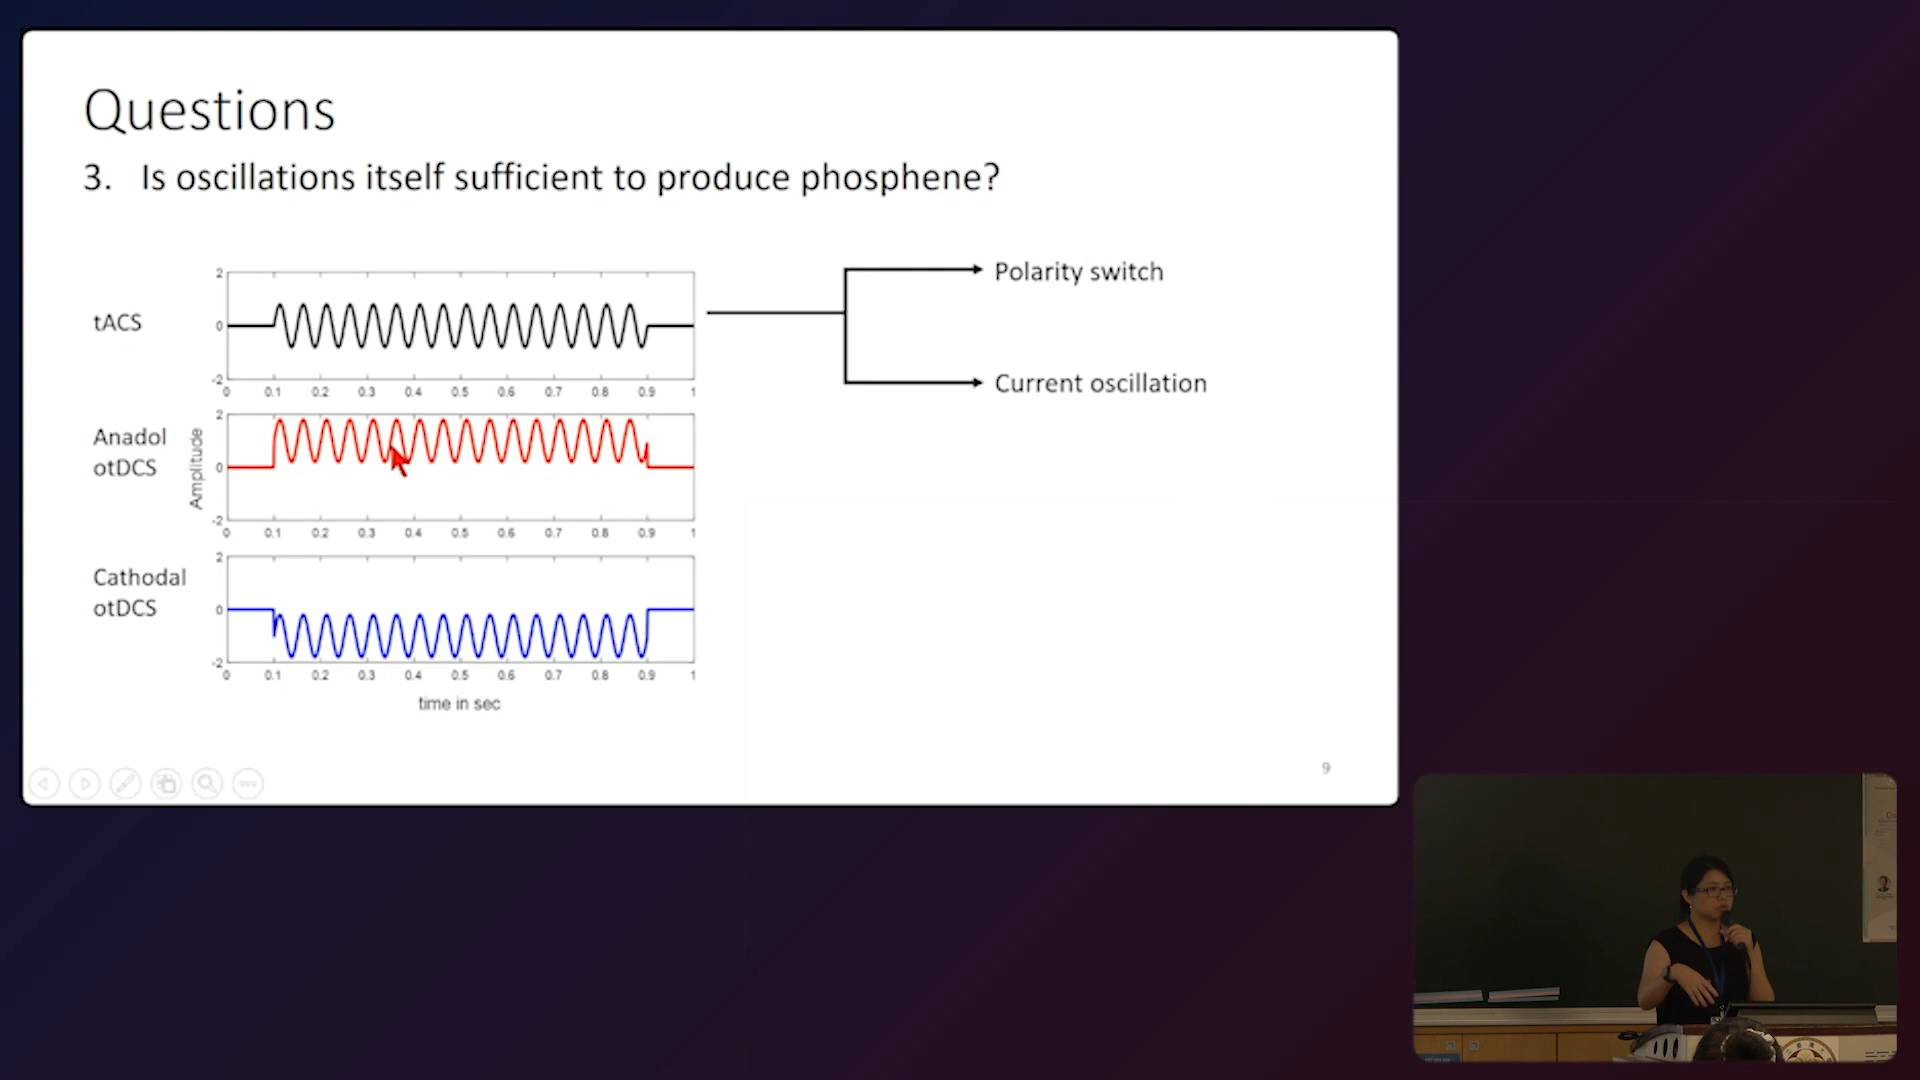 Questions
3. Is oscillations itself sufficient to produce phosphene?
tACS
2
0
-2
0 0.1 0.2 0.3 0.4 0.5 0.6 0.7 0.8 0.9 1
Polarity switch
Current oscillation
Anadol
otDCS
Amplitude
2
0
-2
0 0.1 0.2 0.3 0.4 0.5 0.6 0.7 0.8 0.9 1
Cathodal
otDCS
2
0
-2
0 0.1 0.2 0.3 0.4 0.5 0.6 0.7 0.8 0.9 1
time in sec
9